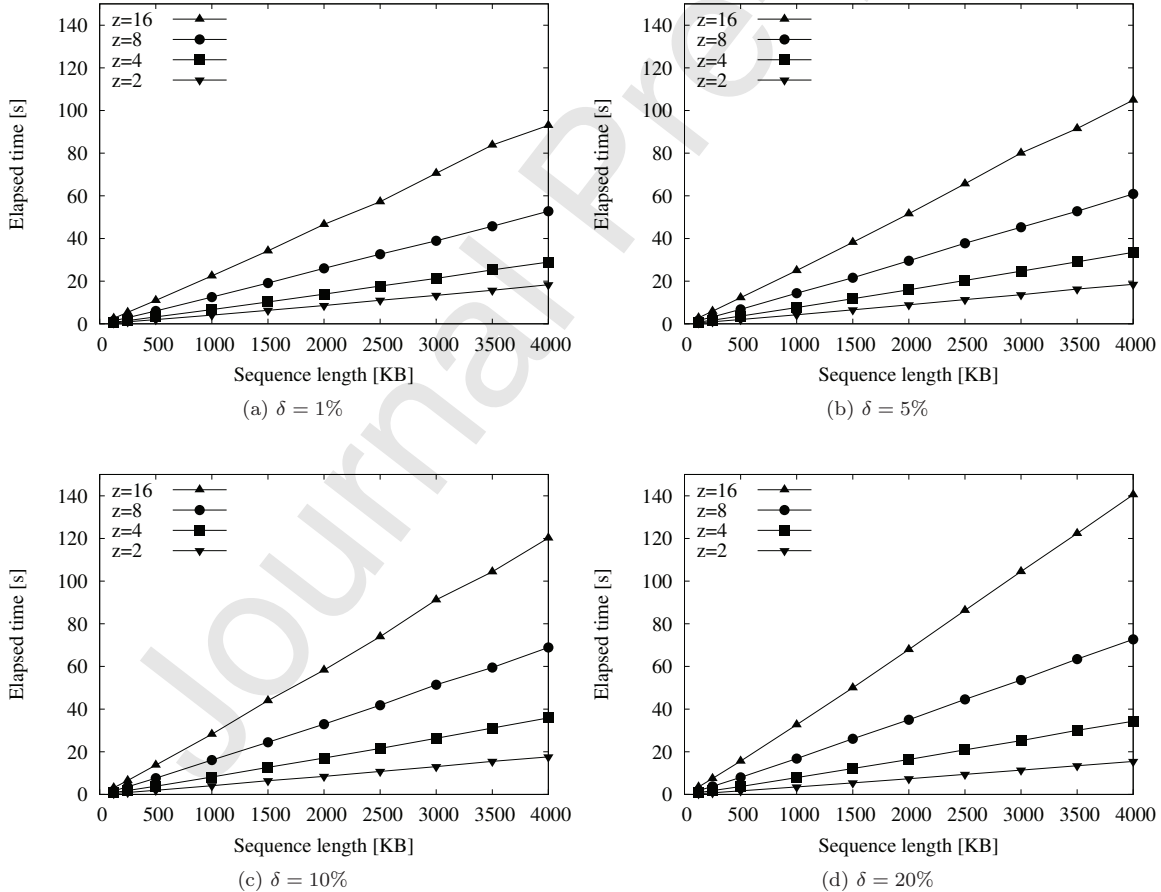 140
120
100
80
60
40
20
0
Elapsed time [s]
z=16
z=8
z=4
z=2
0 500 1000 1500 2000 2500 3000 3500 4000
Sequence length [KB]
(a) δ = 1%
140
120
100
80
60
40
20
0
Elapsed time [s]
z=16
z=8
z=4
z=2
0 500 1000 1500 2000 2500 3000 3500 4000
Sequence length [KB]
(b) δ = 5%
140
120
100
80
60
40
20
0
Elapsed time [s]
z=16
z=8
z=4
z=2
0 500 1000 1500 2000 2500 3000 3500 4000
Sequence length [KB]
(c) δ = 10%
140
120
100
80
60
40
20
0
Elapsed time [s]
z=16
z=8
z=4
z=2
0 500 1000 1500 2000 2500 3000 3500 4000
Sequence length [KB]
(d) δ = 20%
Journal Pre